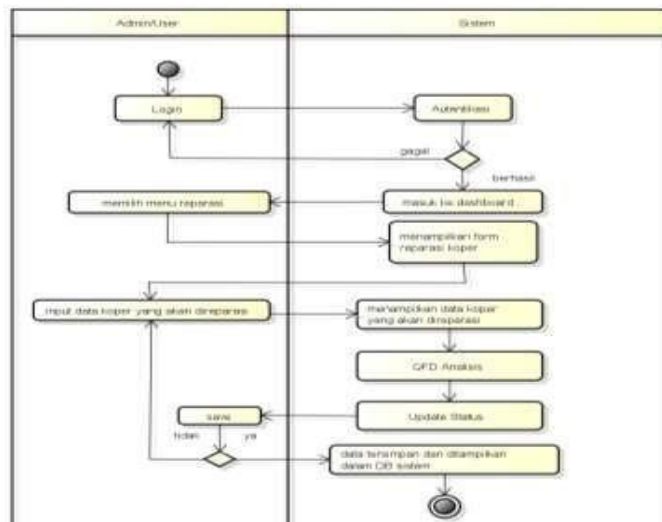 Admin/User
Sistem
Login
Autentikasi
gagal
berhasil
memilih menu reparasi
masuk ke dashboard...
menampilkan form
reparasi koper
input data koper yang akan direparasi
menampilkan data koper
yang akan direparasi
QFD Analisis
save
Update Status
tidak
ya
data tersimpan dan ditampilkan
dalam DB sistem